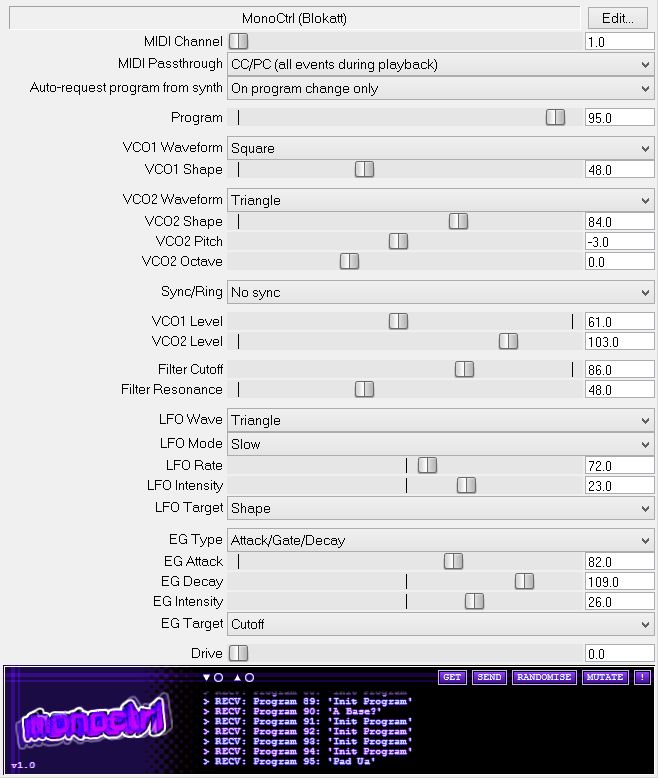 MonoCtrl (Blokatt) Edit...
MIDI Channel 1.0
MIDI Passthrough CC/PC (all events during playback)
Auto-request program from synth On program change only
Program 95.0
VCO1 Waveform Square
VCO1 Shape 48.0
VCO2 Waveform Triangle
VCO2 Shape 84.0
VCO2 Pitch -3.0
VCO2 Octave 0.0
Sync/Ring No sync
VCO1 Level 61.0
VCO2 Level 103.0
Filter Cutoff 86.0
Filter Resonance 48.0
LFO Wave Triangle
LFO Mode Slow
LFO Rate 72.0
LFO Intensity 23.0
LFO Target Shape
EG Type Attack/Gate/Decay
EG Attack 82.0
EG Decay 109.0
EG Intensity 26.0
EG Target Cutoff
Drive 0.0
GET SEND RANDOMISE MUTATE !
> RECV: Program 88: 'Init Program'
> RECV: Program 89: 'Init Program'
> RECV: Program 90: 'A Base?'
> RECV: Program 91: 'Init Program'
> RECV: Program 92: 'Init Program'
> RECV: Program 93: 'Init Program'
> RECV: Program 94: 'Init Program'
> RECV: Program 95: 'Pad Ua'
monoctrl
v1.0